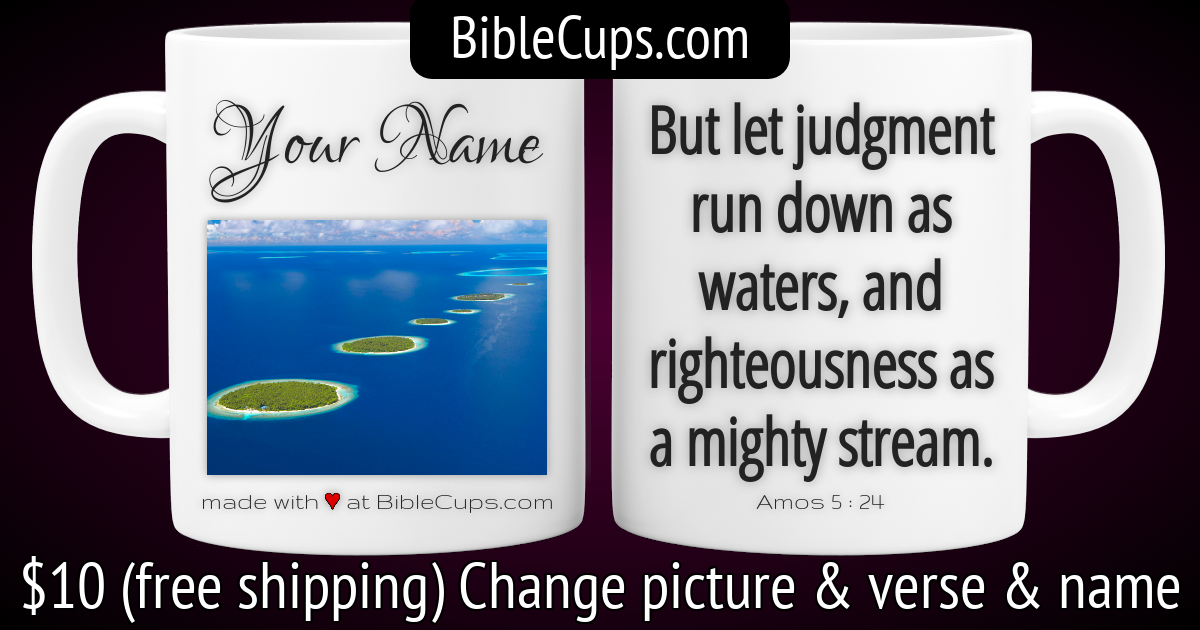 BibleCups.com
Your Name
made with ♥ at BibleCups.com
But let judgment
run down as
waters, and
righteousness as
a mighty stream.
Amos 5 : 24
$10 (free shipping) Change picture & verse & name